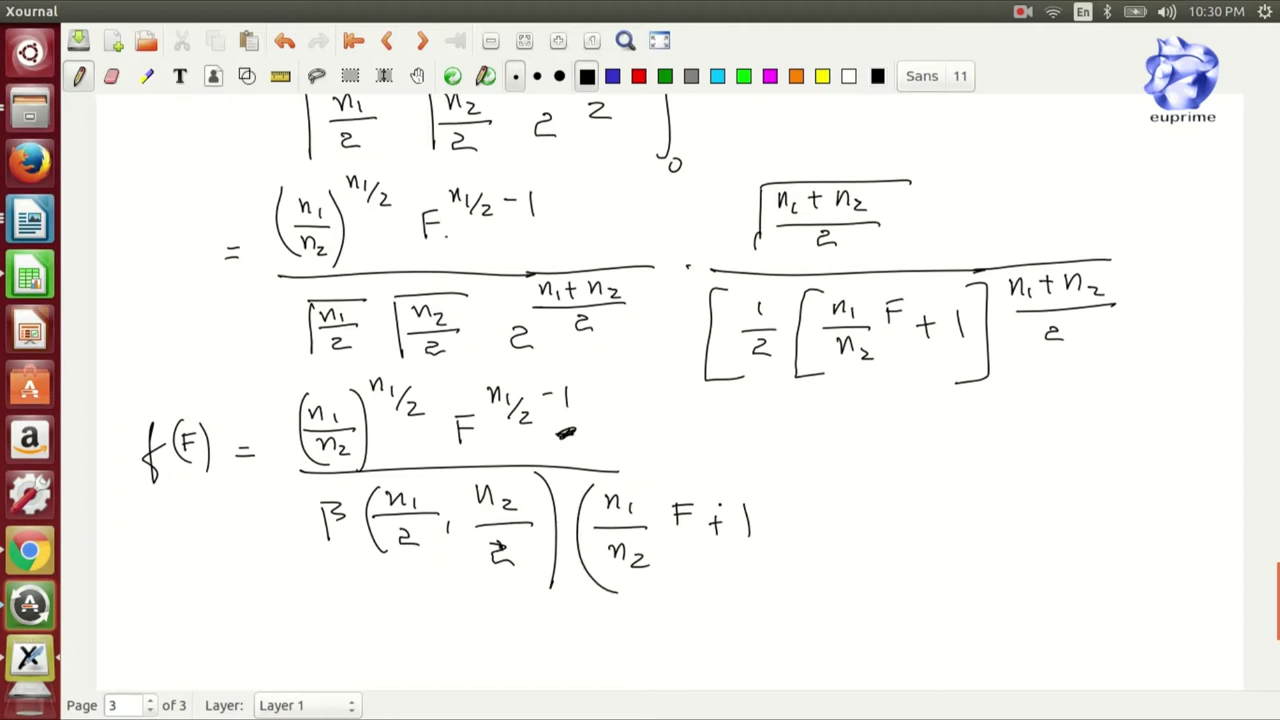 Xournal En 10:30 PM
Sans 11
euprime
Γ(n₁/2) Γ(n₂/2) 2 2 ∫₀
= (n₁/n₂)^(n₁/2) F^(n₁/2 - 1) / [Γ(n₁/2) Γ(n₂/2) 2^((n₁+n₂)/2)] · Γ((n₁+n₂)/2) / [1/2 [n₁/n₂ F + 1]^((n₁+n₂)/2)
f(F) = (n₁/n₂)^(n₁/2) F^(n₁/2 - 1) / β(n₁/2, n₂/2) (n₁/n₂ F + 1
Page 3 of 3 Layer: Layer 1